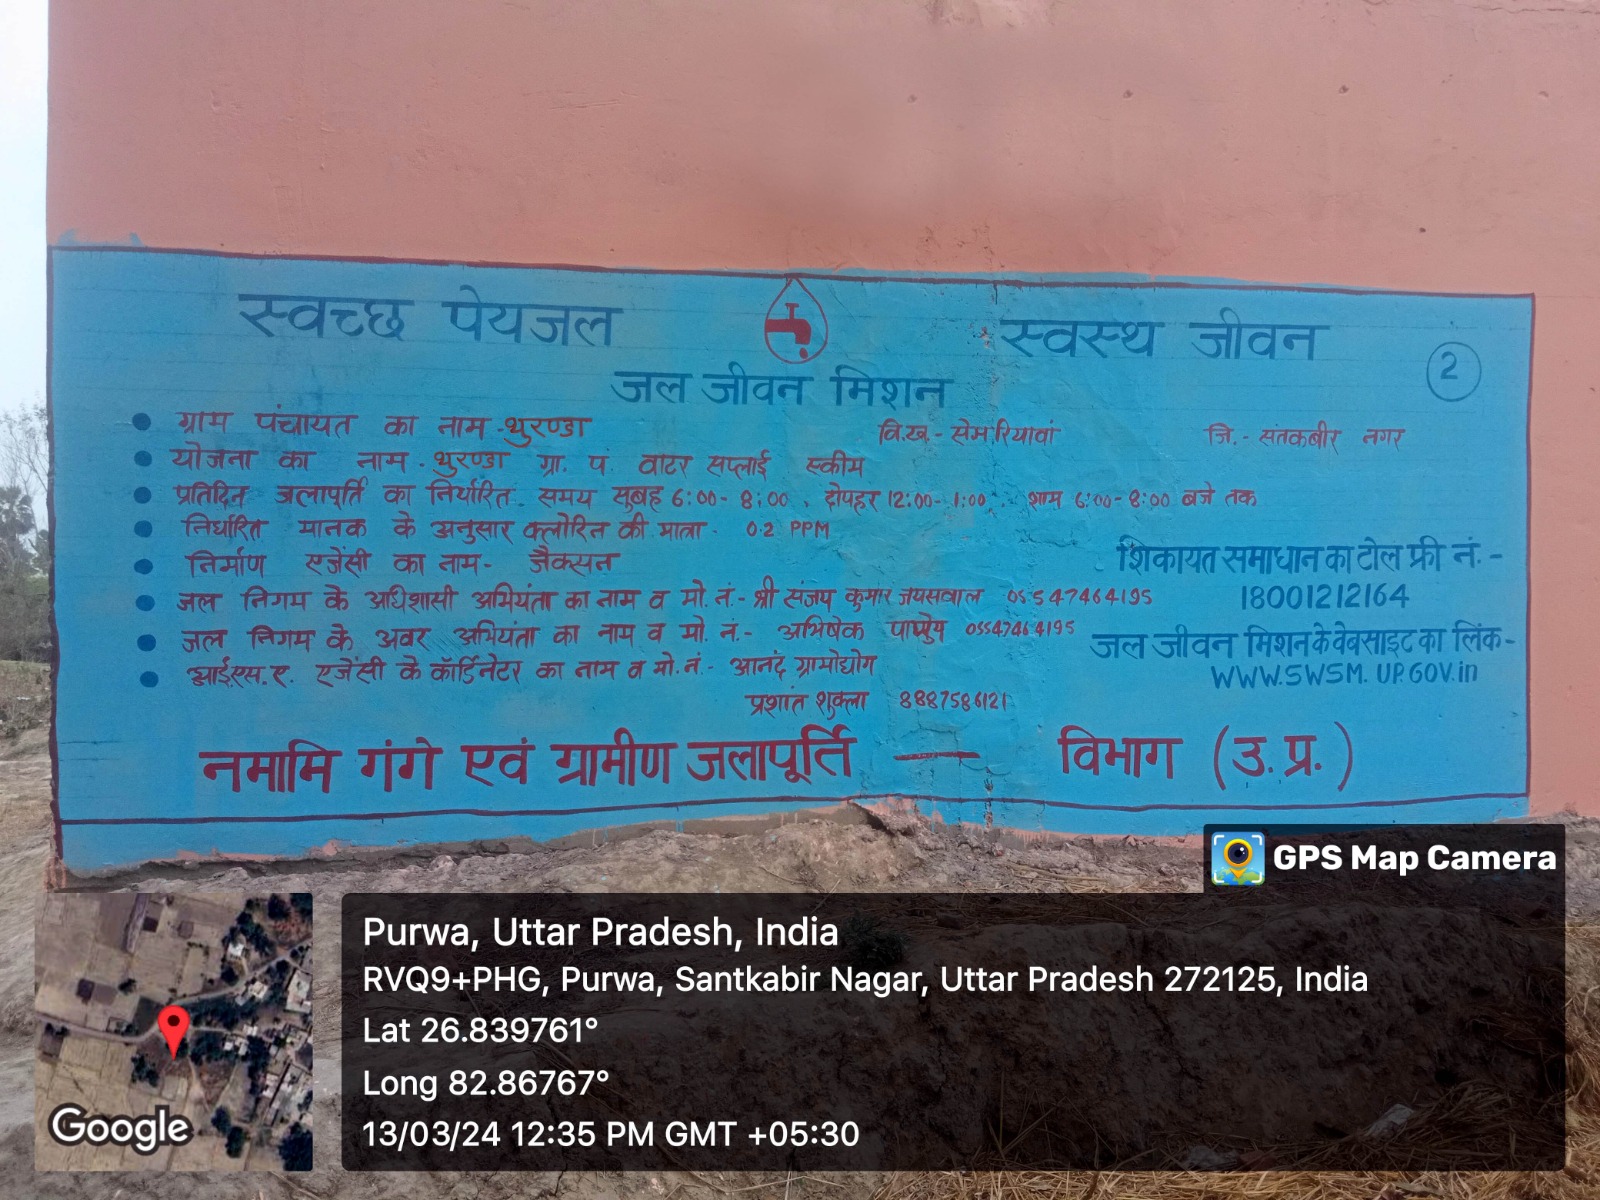 स्वच्छ पेयजल स्वस्थ जीवन
2
जल जीवन मिशन
ग्राम पंचायत का नाम - थुरण्डा वि.ख.- सेमरियावां जि.- संतकबीर नगर
योजना का नाम - थुरण्डा ग्रा. पं. वाटर सप्लाई स्कीम
प्रतिदिन जलापूर्ति का निर्धारित समय सुबह 6:00-8:00, दोपहर 12:00-1:00, शाम 6:00-8:00 बजे तक
निर्धारित मानक के अनुसार क्लोरिन की मात्रा - 0.2 PPM
निर्माण एजेंसी का नाम- जैक्सन
शिकायत समाधान का टोल फ्री नं.-
18001212164
जल निगम के अधिशासी अभियंता का नाम व मो. नं.- श्री संजय कुमार जयसवाल 05547464195
जल निगम के अवर अभियंता का नाम व मो. नं.- अभिषेक 05547464195
जल जीवन मिशन के वेबसाइट का लिंक-
WWW.SWSM.UP.GOV.in
आई.एस.ए. एजेंसी के कॉर्डिनेटर का नाम व मो.नं.- आनंद ग्रामोद्योग
प्रशांत शुक्ला 8887586121
नमामि गंगे एवं ग्रामीण जलापूर्ति — विभाग (उ.प्र.)
GPS Map Camera
Purwa, Uttar Pradesh, India
RVQ9+PHG, Purwa, Santkabir Nagar, Uttar Pradesh 272125, India
Lat 26.839761°
Long 82.86767°
13/03/24 12:35 PM GMT +05:30
Google